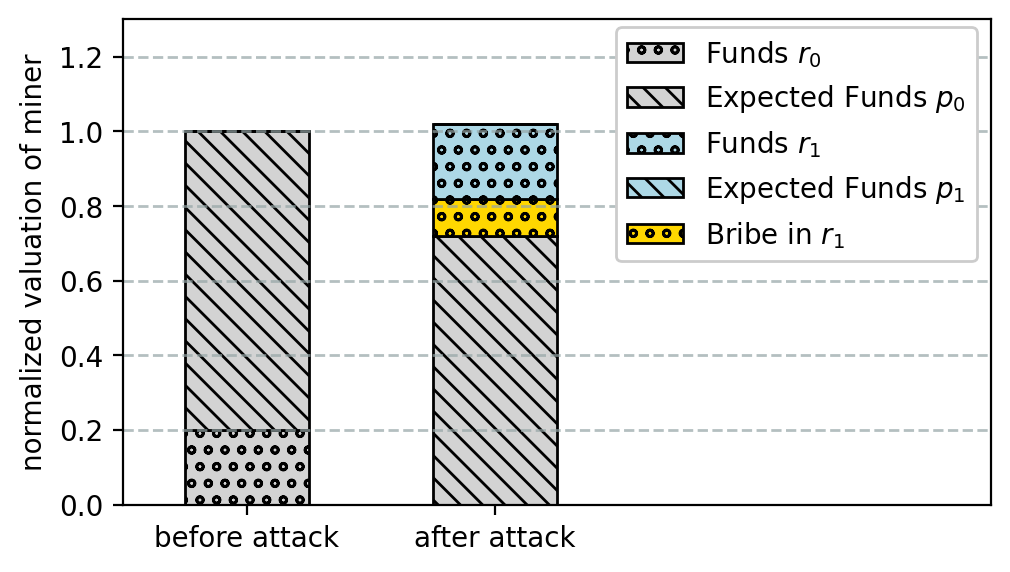 normalized valuation of miner
1.2
1.0
0.8
0.6
0.4
0.2
0.0
before attack
after attack
Funds r₀
Expected Funds p₀
Funds r₁
Expected Funds p₁
Bribe in r₁